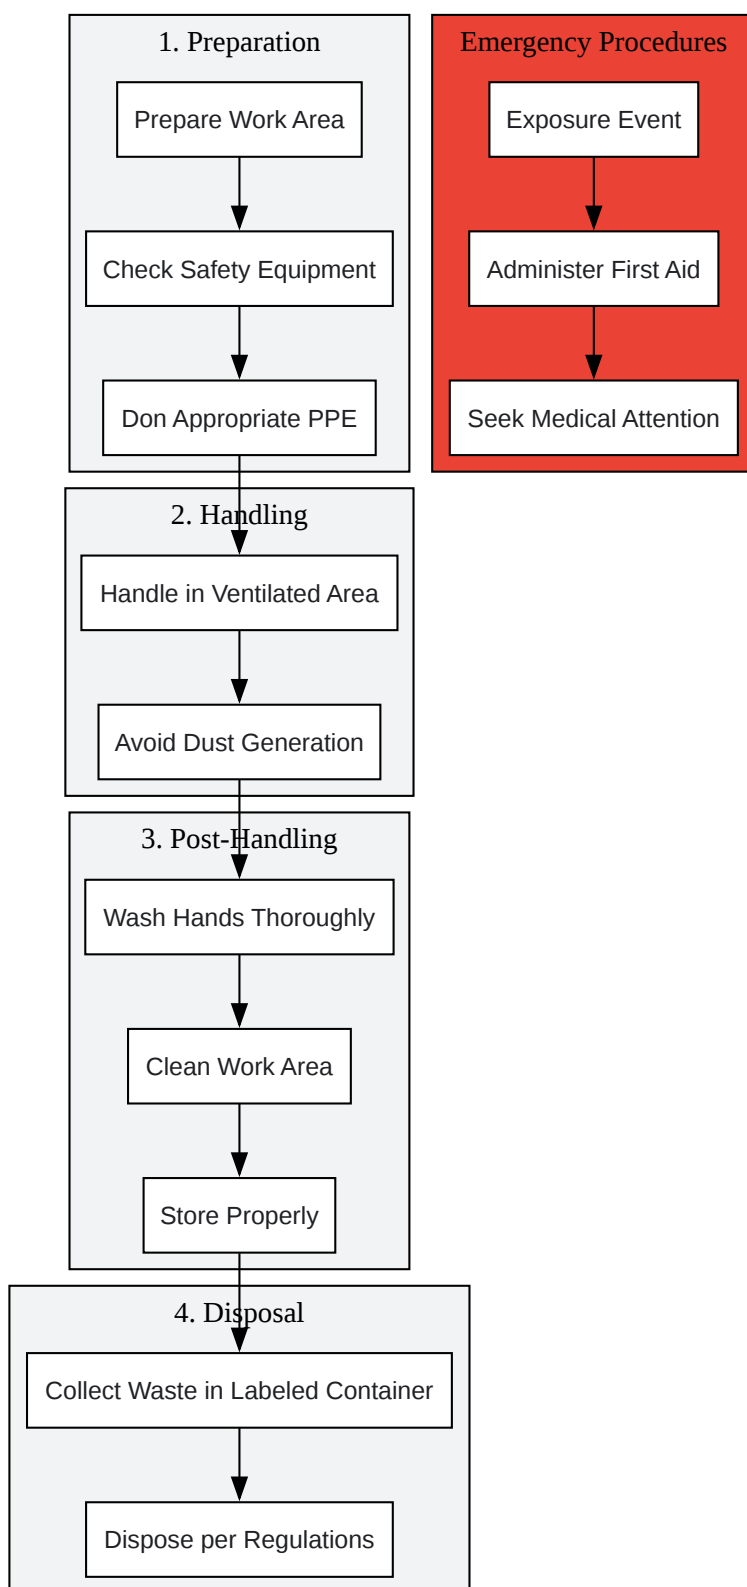 1. Preparation
Prepare Work Area
Check Safety Equipment
Don Appropriate PPE
2. Handling
Handle in Ventilated Area
Avoid Dust Generation
3. Post-Handling
Wash Hands Thoroughly
Clean Work Area
Store Properly
4. Disposal
Collect Waste in Labeled Container
Dispose per Regulations
Emergency Procedures
Exposure Event
Administer First Aid
Seek Medical Attention